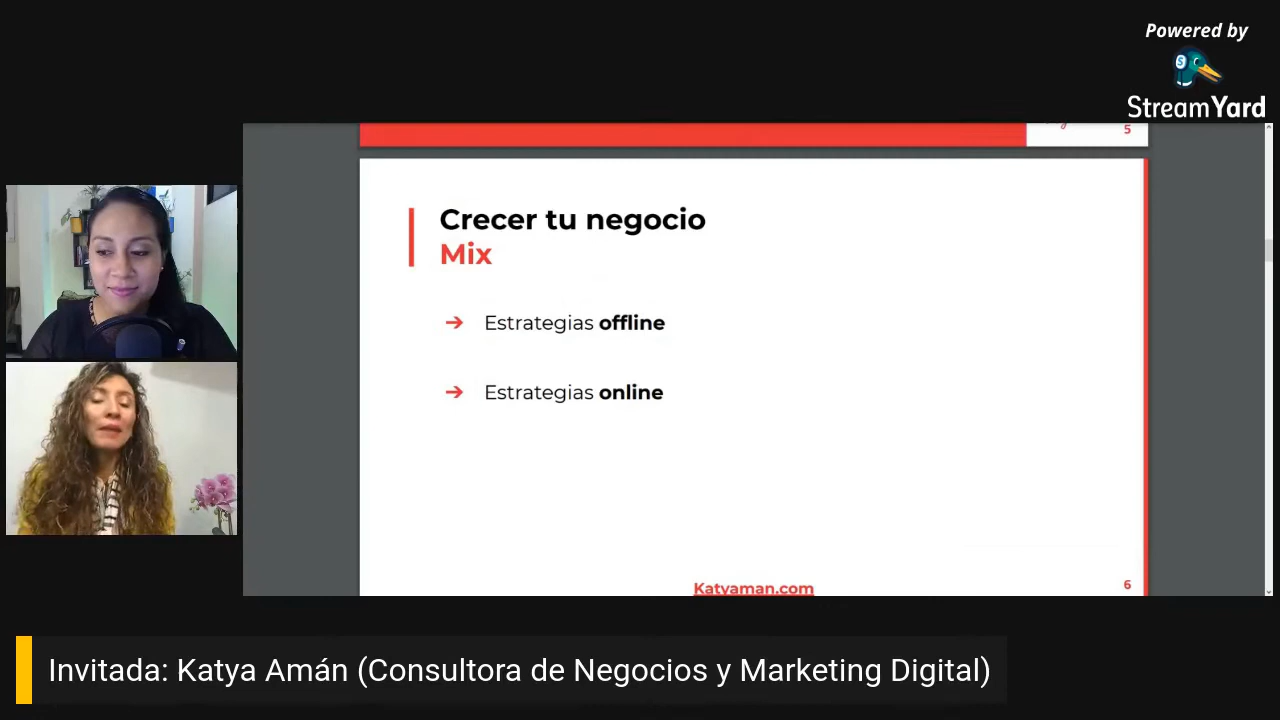 Powered by
StreamYard
5
Crecer tu negocio
Mix
➔ Estrategias offline
➔ Estrategias online
Katyaman.com
6
Invitada: Katya Amán (Consultora de Negocios y Marketing Digital)